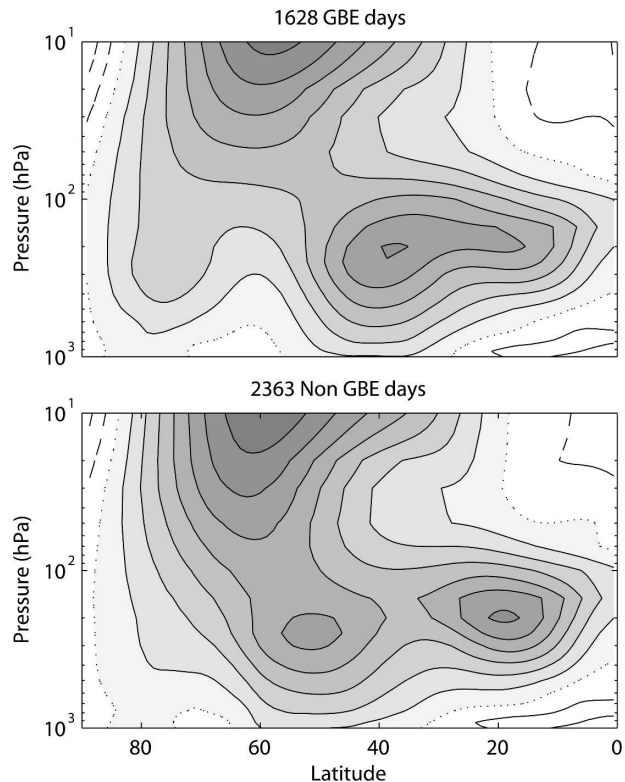 1628 GBE days
10¹
10²
10³
Pressure (hPa)
2363 Non GBE days
10¹
10²
10³
Pressure (hPa)
80 60 40 20 0
Latitude